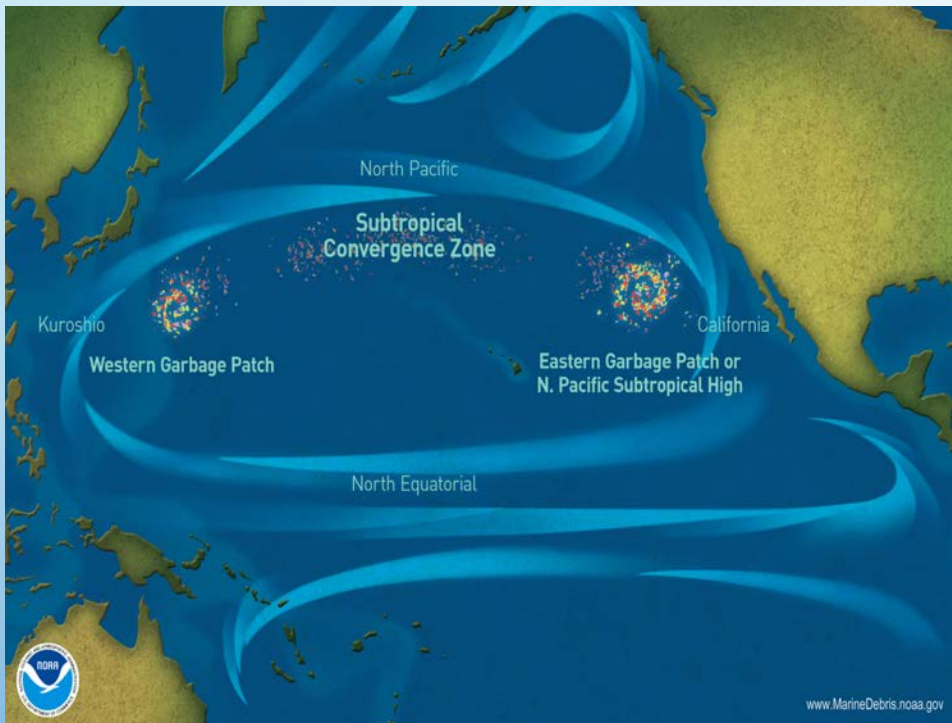 North Pacific
Subtropical
Convergence Zone
Kuroshio
California
Western Garbage Patch
Eastern Garbage Patch or
N. Pacific Subtropical High
North Equatorial
NOAA
www.MarineDebris.noaa.gov